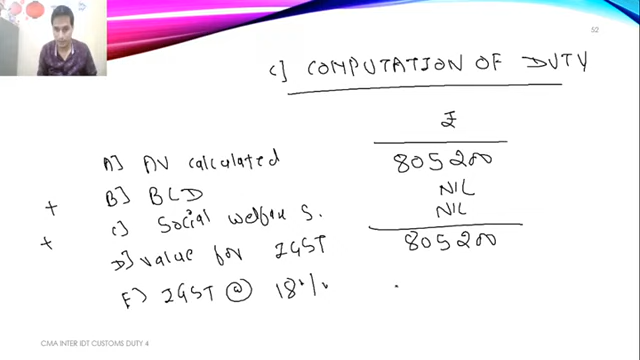 52
C] COMPUTATION OF DUTY
₹
A] AV calculated 805200
+ B] BCD NIL
+ C] Social Welfare S. NIL
D] Value for IGST 805200
E] IGST @ 18%
CMA INTER IDT CUSTOMS DUTY 4